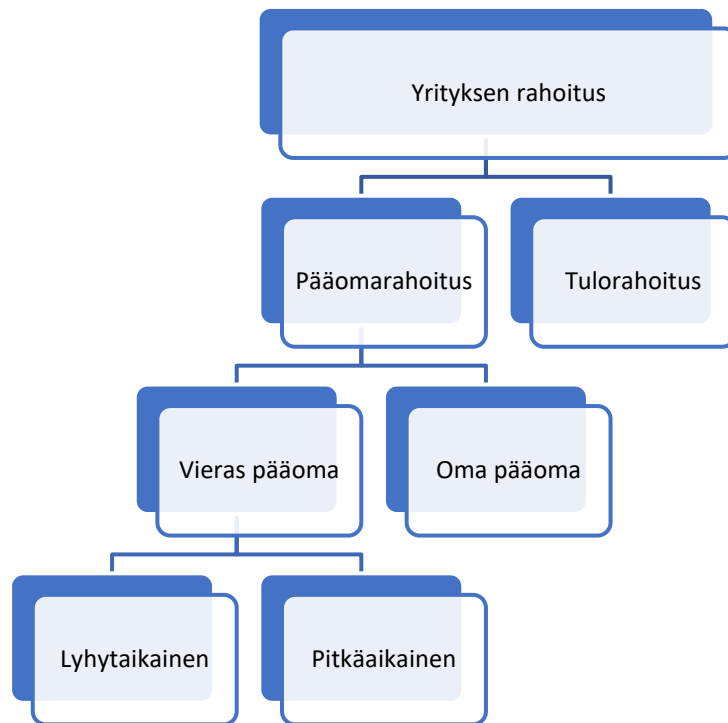 Yrityksen rahoitus
Pääomarahoitus
Tulorahoitus
Vieras pääoma
Oma pääoma
Lyhytaikainen
Pitkäaikainen